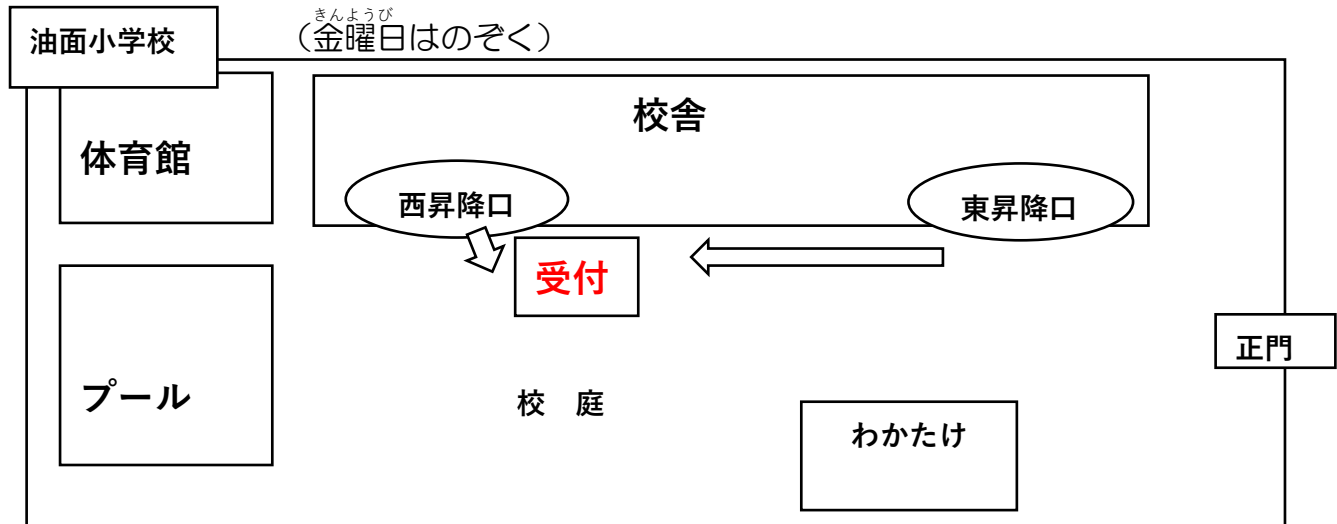 油面小学校
きんようび
（金曜日はのぞく）
校舎
体育館
西昇降口
東昇降口
受付
正門
プール
校　庭
わかたけ